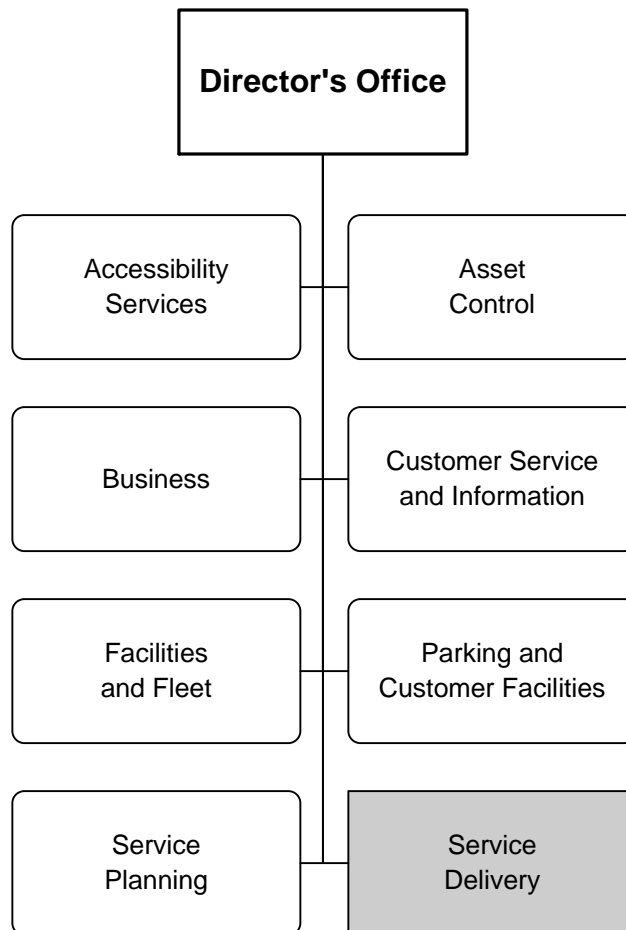 Director's Office
Accessibility
Services
Asset
Control
Business
Customer Service
and Information
Facilities
and Fleet
Parking and
Customer Facilities
Service
Planning
Service
Delivery